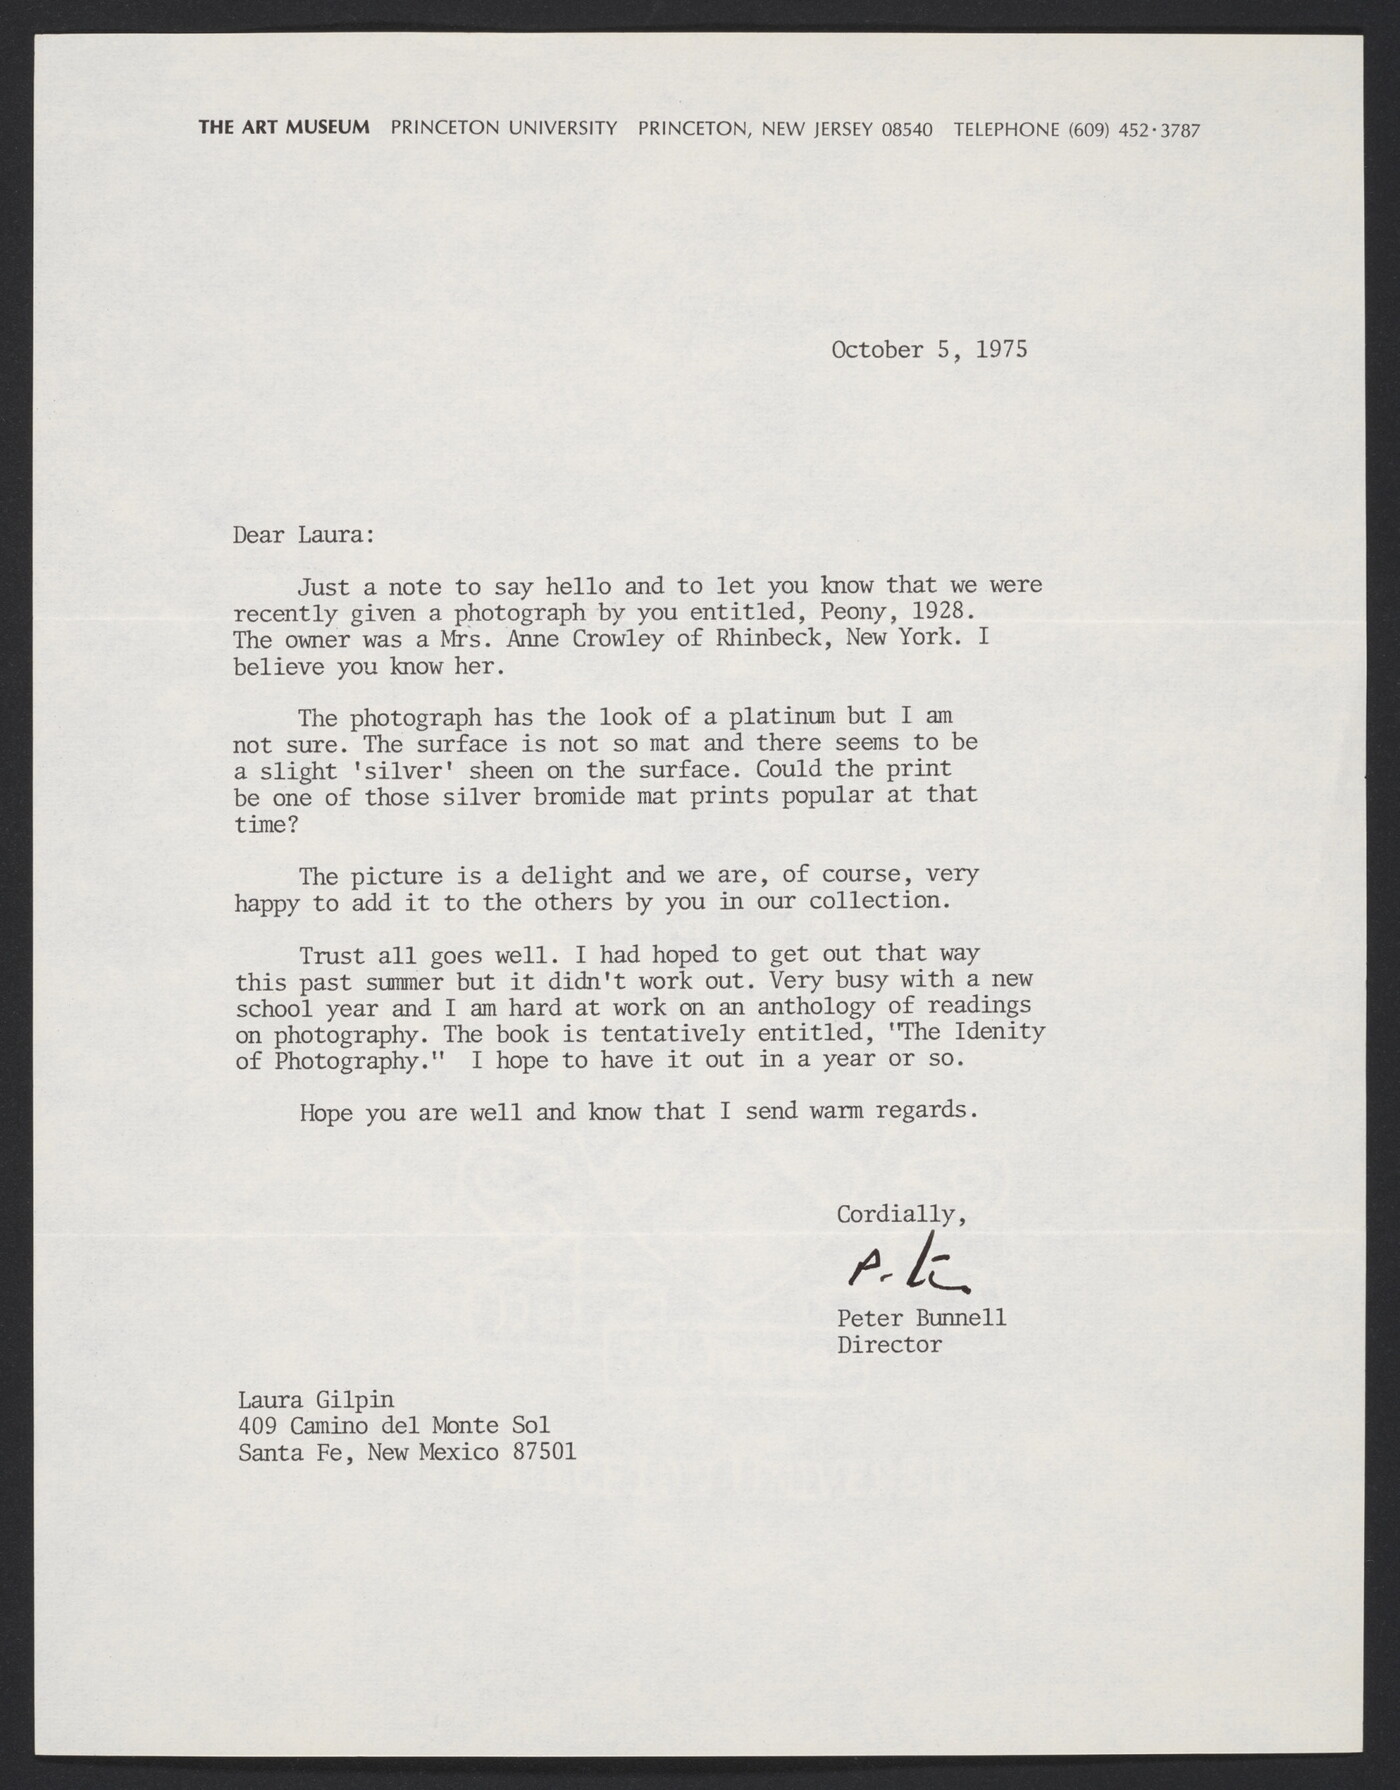 THE ART MUSEUM PRINCETON UNIVERSITY PRINCETON, NEW JERSEY 08540 TELEPHONE (609) 452·3787
October 5, 1975
Dear Laura:
Just a note to say hello and to let you know that we were
recently given a photograph by you entitled, Peony, 1928.
The owner was a Mrs. Anne Crowley of Rhinbeck, New York. I
believe you know her.
The photograph has the look of a platinum but I am
not sure. The surface is not so mat and there seems to be
a slight 'silver' sheen on the surface. Could the print
be one of those silver bromide mat prints popular at that
time?
The picture is a delight and we are, of course, very
happy to add it to the others by you in our collection.
Trust all goes well. I had hoped to get out that way
this past summer but it didn't work out. Very busy with a new
school year and I am hard at work on an anthology of readings
on photography. The book is tentatively entitled, "The Idenity
of Photography." I hope to have it out in a year or so.
Hope you are well and know that I send warm regards.
Cordially,
Peter Bunnell
Director
Laura Gilpin
409 Camino del Monte Sol
Santa Fe, New Mexico 87501